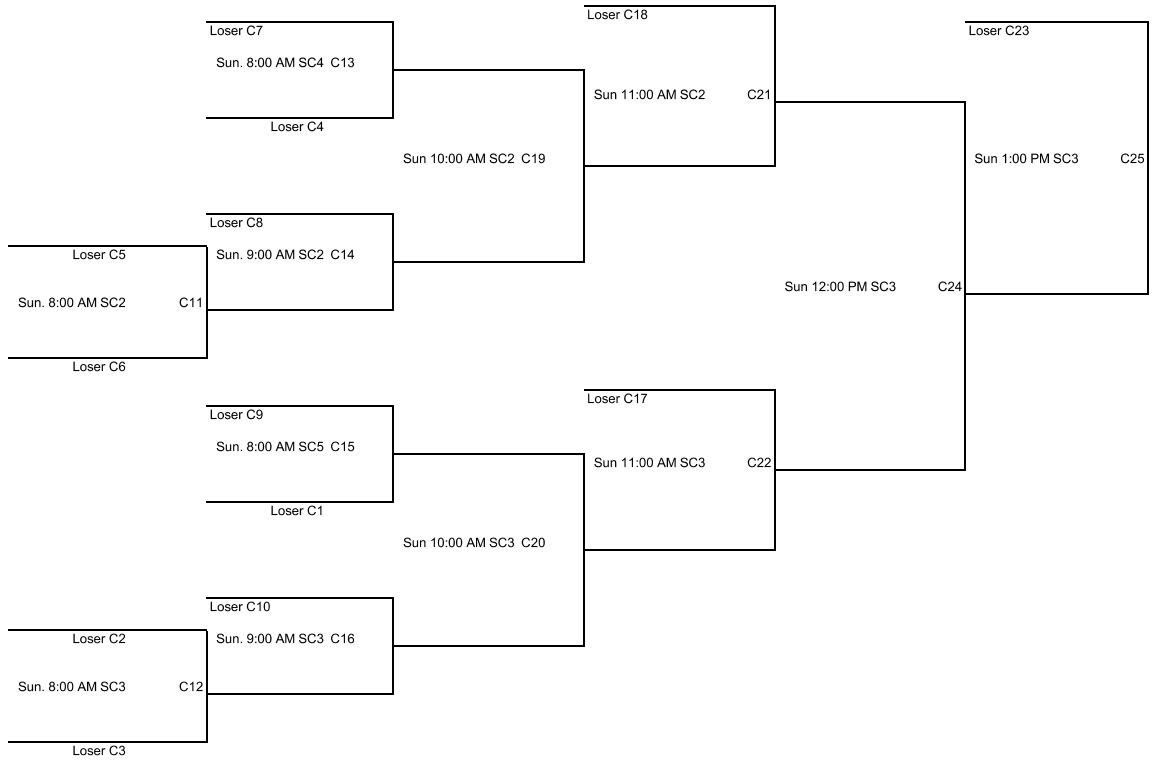 Loser C18
Loser C7
Loser C23
Sun. 8:00 AM SC4 C13
Sun 11:00 AM SC2 C21
Loser C4
Sun 10:00 AM SC2 C19
Sun 1:00 PM SC3 C25
Loser C8
Loser C5
Sun. 9:00 AM SC2 C14
Sun 12:00 PM SC3 C24
Sun. 8:00 AM SC2 C11
Loser C6
Loser C17
Loser C9
Sun. 8:00 AM SC5 C15
Sun 11:00 AM SC3 C22
Loser C1
Sun 10:00 AM SC3 C20
Loser C10
Loser C2
Sun. 9:00 AM SC3 C16
Sun. 8:00 AM SC3 C12
Loser C3